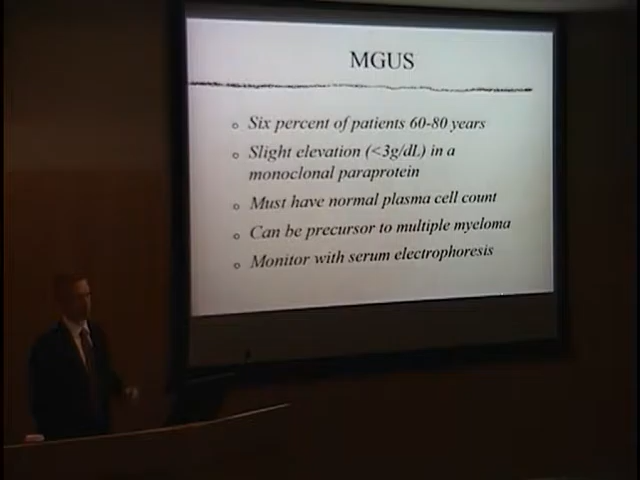 MGUS
Six percent of patients 60-80 years
Slight elevation (<3g/dL) in a
monoclonal paraprotein
Must have normal plasma cell count
Can be precursor to multiple myeloma
Monitor with serum electrophoresis